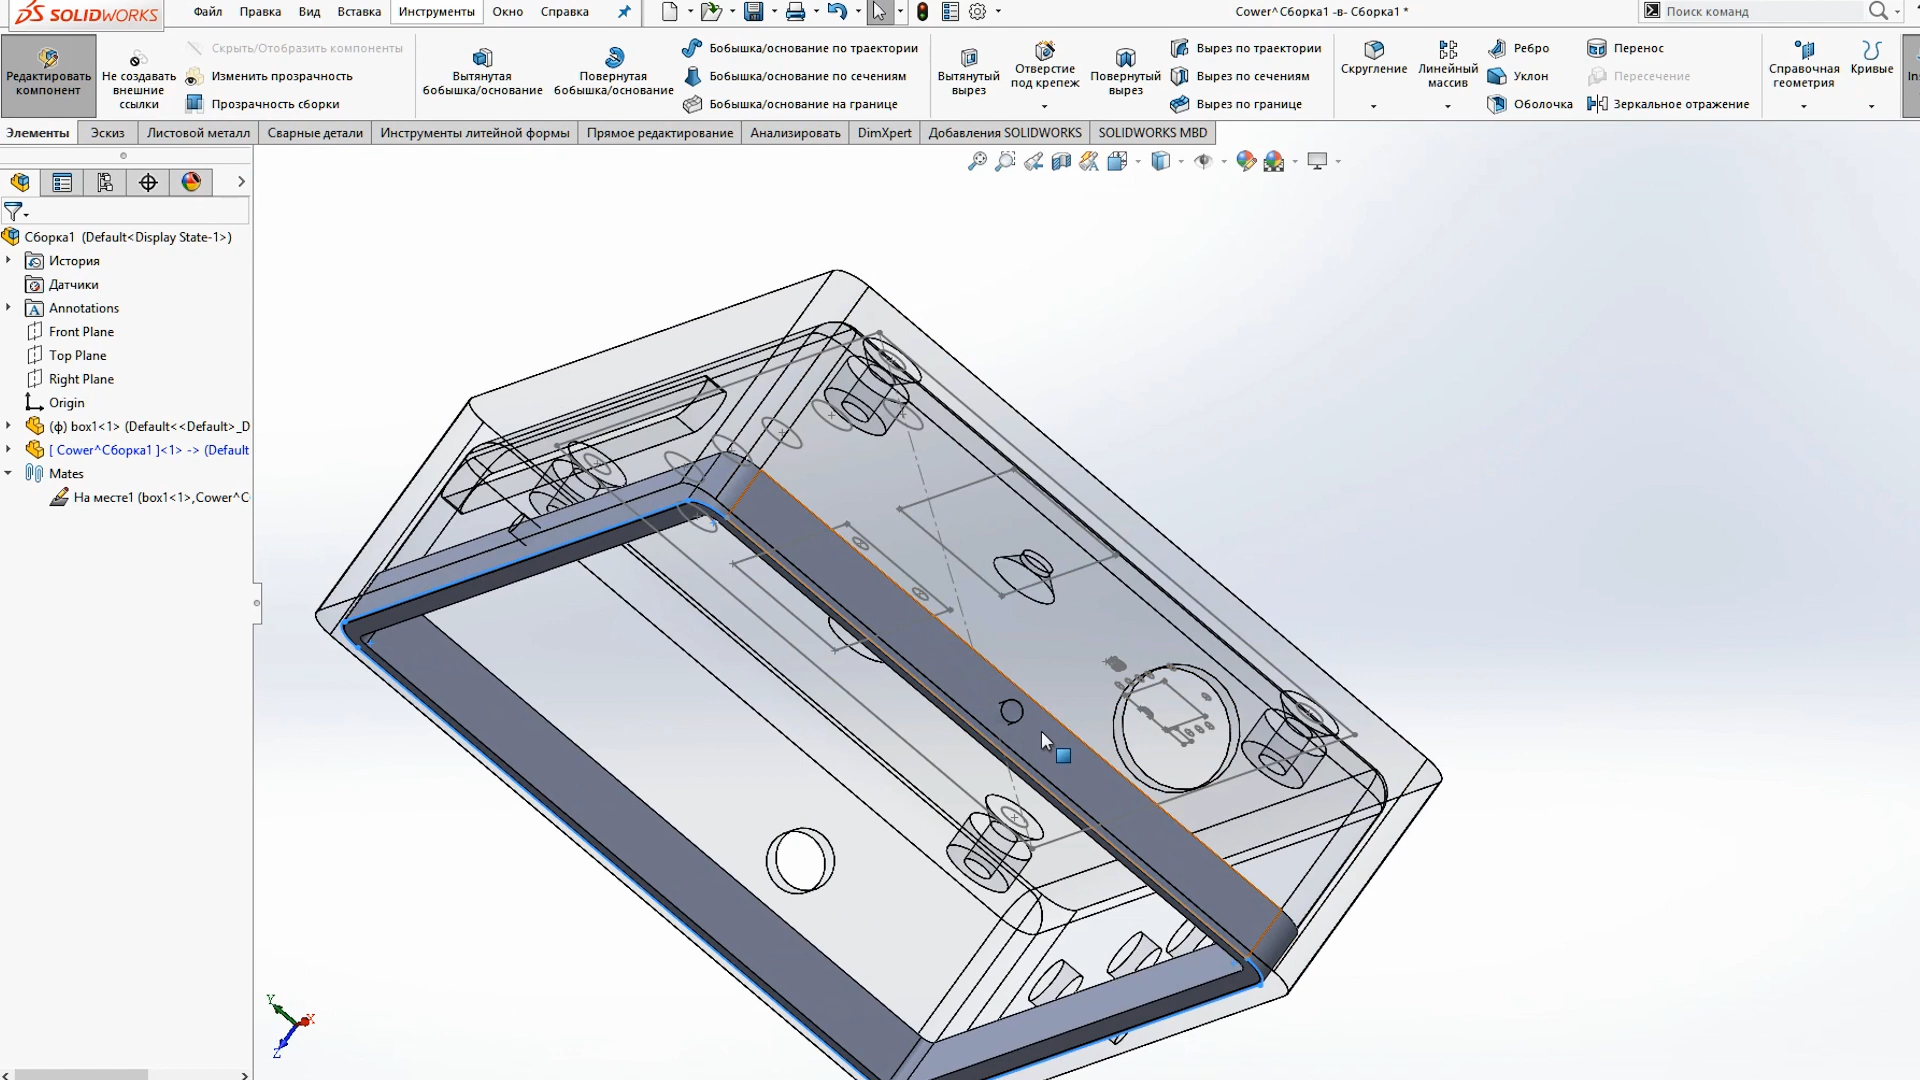 SOLIDWORKS
Файл Правка Вид Вставка Инструменты Окно Справка
Cower^Сборка1 -в- Сборка1 *
Поиск команд
Редактировать компонент
Не создавать внешние ссылки
Скрыть/Отобразить компоненты
Изменить прозрачность
Прозрачность сборки
Вытянутая бобышка/основание
Повернутая бобышка/основание
Бобышка/основание по траектории
Бобышка/основание по сечениям
Бобышка/основание на границе
Вытянутый вырез
Отверстие под крепеж
Повернутый вырез
Вырез по траектории
Вырез по сечениям
Вырез по границе
Скругление
Линейный массив
Ребро
Уклон
Оболочка
Перенос
Пересечение
Зеркальное отражение
Справочная геометрия
Кривые
Ins
Элементы Эскиз Листовой металл Сварные детали Инструменты литейной формы Прямое редактирование Анализировать DimXpert Добавления SOLIDWORKS SOLIDWORKS MBD
Сборка1 (Default<Display State-1>)
История
Датчики
Annotations
Front Plane
Top Plane
Right Plane
Origin
(ф) box1<1> (Default<<Default>_D
[ Cower^Сборка1 ]<1> -> (Default
Mates
На месте1 (box1<1>,Cower^C
Y
X
Z